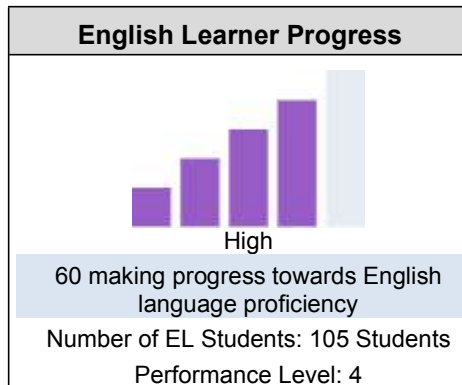 English Learner Progress
High
60 making progress towards English
language proficiency
Number of EL Students: 105 Students
Performance Level: 4